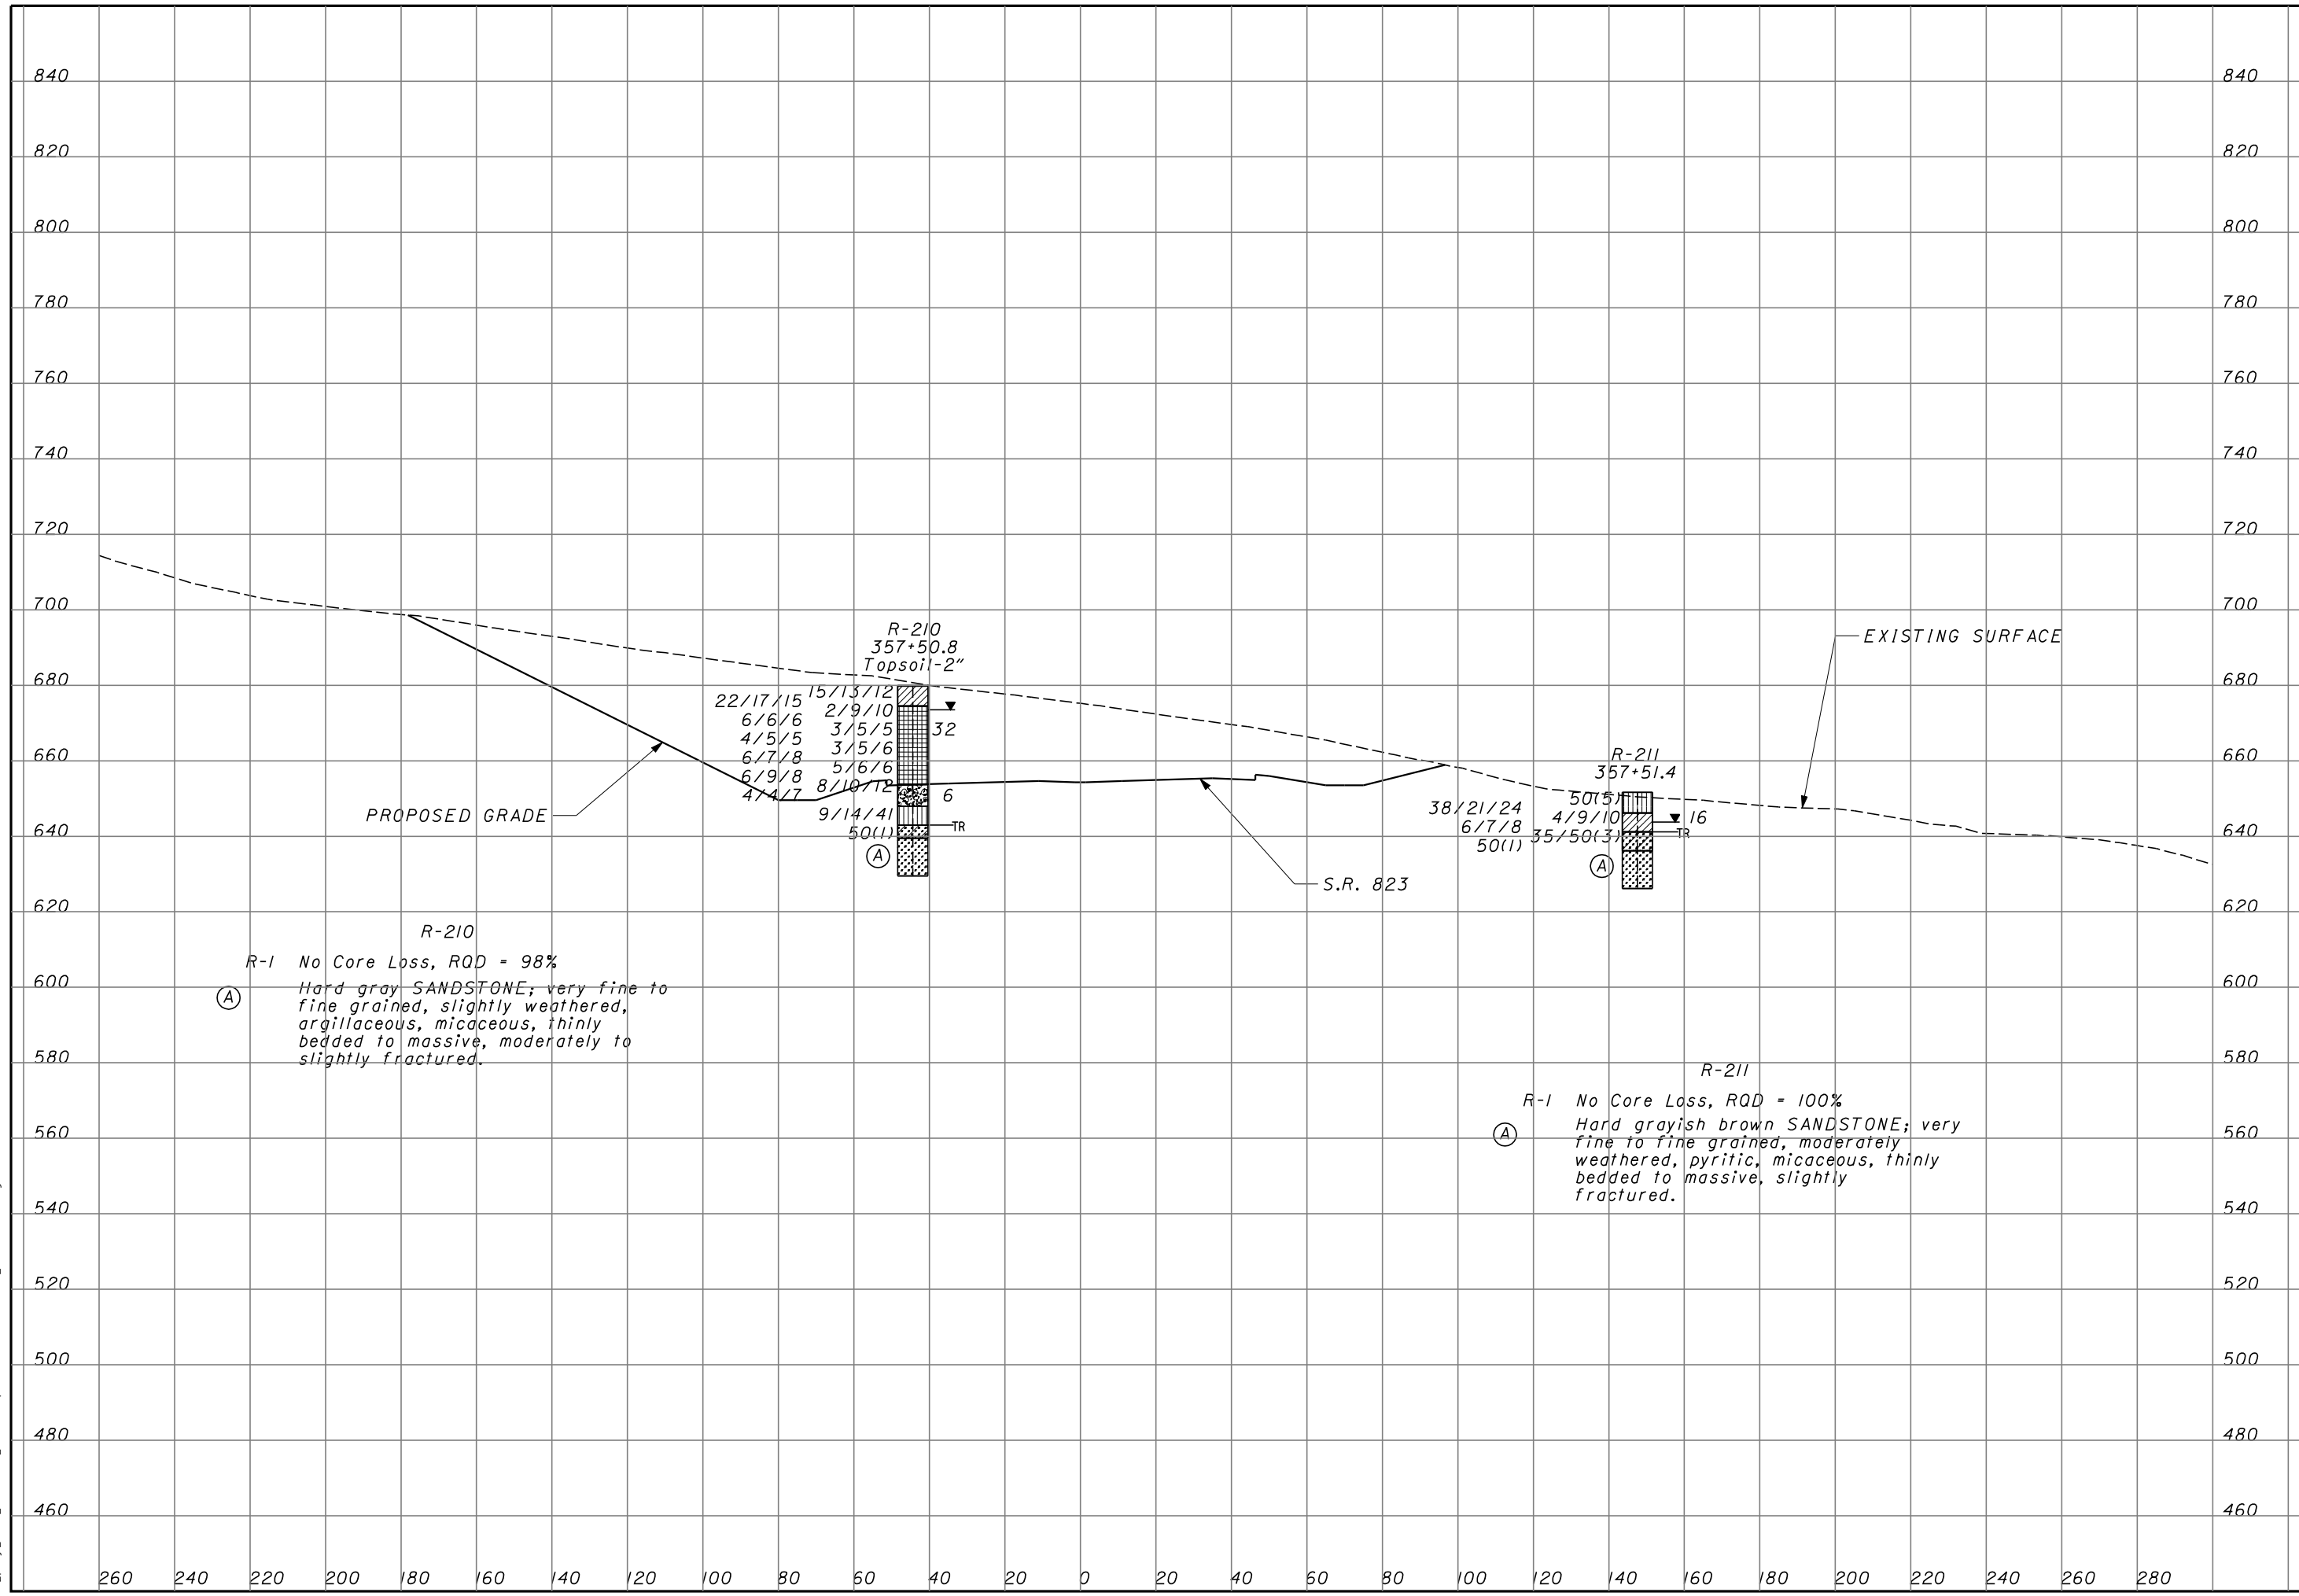 840 840
820 820
800 800
780 780
760 760
740 740
720 720
700 700
R-210
357+50.8
Topsoil-2"
EXISTING SURFACE
680 680
15/13/12
22/17/15
2/9/10
6/6/6
3/5/5 32
4/5/5
3/5/6
6/7/8
660 660
5/6/6
6/9/8
8/10/12
4/4/7 6
R-211
357+51.4
PROPOSED GRADE
9/14/41
TR
50(1)
A
50(5)
38/21/24
4/9/10 16
6/7/8
35/50(3) TR
50(1)
A
640 640
S.R. 823
620 620
R-210
R-1 No Core Loss, RQD = 98%
600 600
A
Hard gray SANDSTONE; very fine to
fine grained, slightly weathered,
argillaceous, micaceous, thinly
bedded to massive, moderately to
slightly fractured.
580 580
R-211
R-1 No Core Loss, RQD = 100%
560 560
A
Hard grayish brown SANDSTONE; very
fine to fine grained, moderately
weathered, pyritic, micaceous, thinly
bedded to massive, slightly
fractured.
540 540
520 520
500 500
480 480
460 460
260 240 220 200 180 160 140 120 100 80 60 40 20 0 20 40 60 80 100 120 140 160 180 200 220 240 260 280